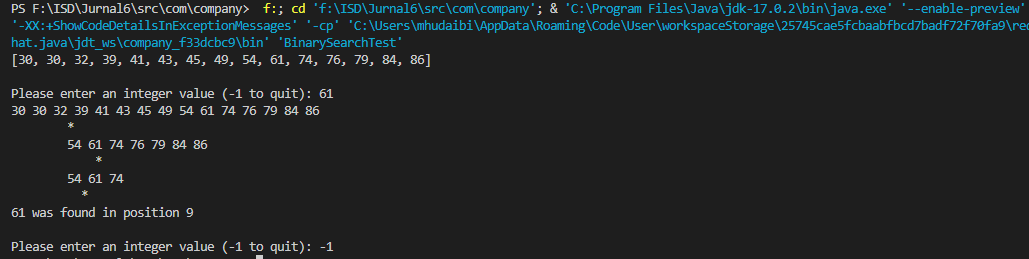 PS F:\ISD\Jurnal6\src\com\company> f:; cd 'f:\ISD\Jurnal6\src\com\company'; & 'C:\Program Files\Java\jdk-17.0.2\bin\java.exe' '--enable-preview'
'-XX:+ShowCodeDetailsInExceptionMessages' '-cp' 'C:\Users\mhudaibi\AppData\Roaming\Code\User\workspaceStorage\25745cae5fcbaabfbcd7badf72f70fa9\red
hat.java\jdt_ws\company_f33dcbc9\bin' 'BinarySearchTest'
[30, 30, 32, 39, 41, 43, 45, 49, 54, 61, 74, 76, 79, 84, 86]
Please enter an integer value (-1 to quit): 61
30 30 32 39 41 43 45 49 54 61 74 76 79 84 86
*
54 61 74 76 79 84 86
*
54 61 74
*
61 was found in position 9
Please enter an integer value (-1 to quit): -1